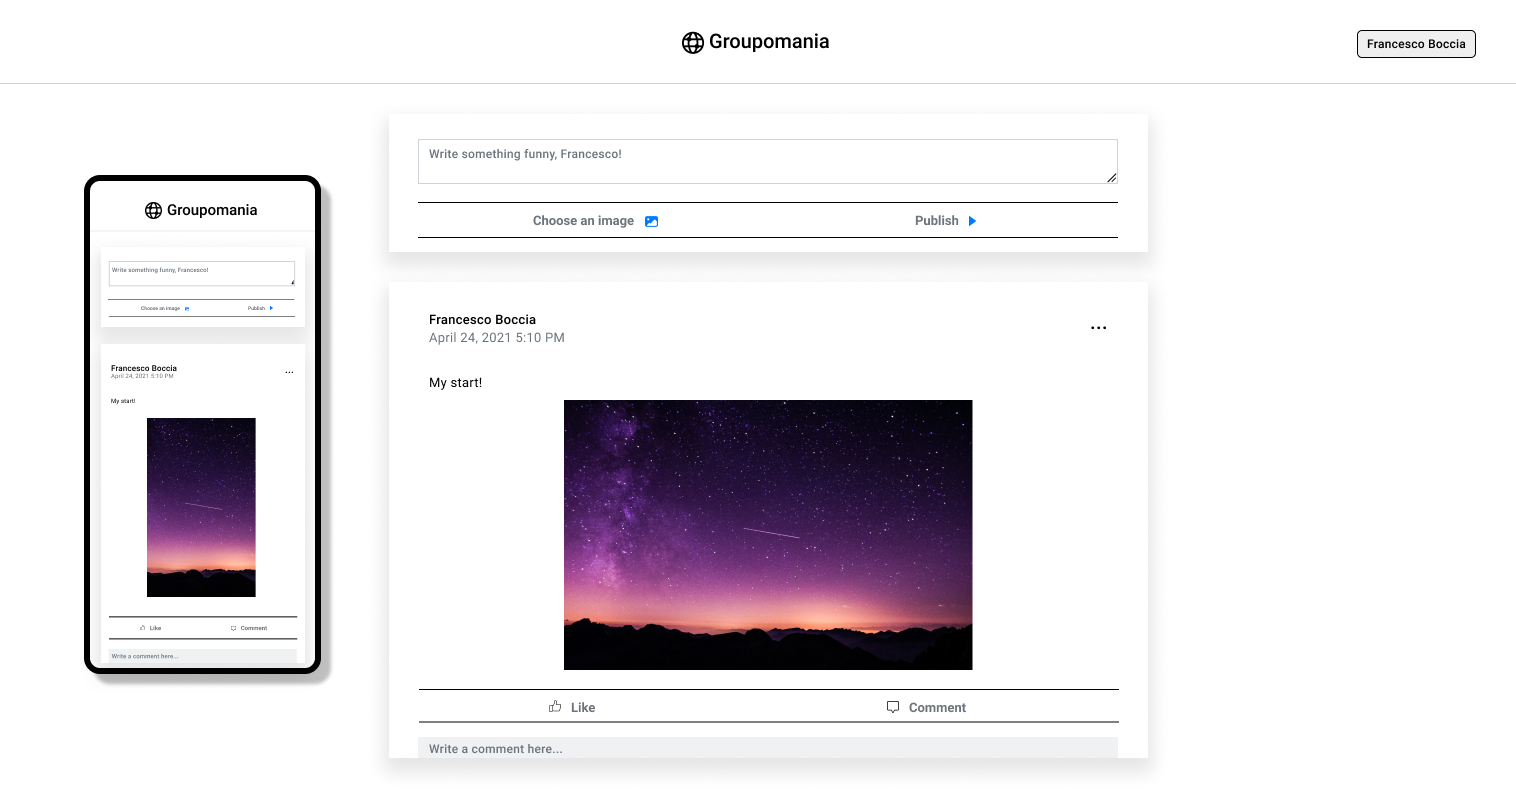 Groupomania
Francesco Boccia
Write something funny, Francesco!
Choose an image
Publish
Francesco Boccia
April 24, 2021 5:10 PM
My start!
Like
Comment
Write a comment here...
Groupomania
Write something funny, Francesco!
Choose an image
Publish
Francesco Boccia
April 24, 2021 5:10 PM
My start!
Like
Comment
Write a comment here...